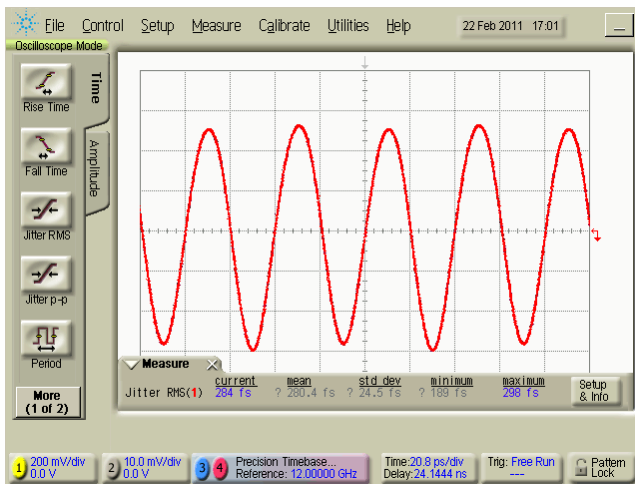 File Control Setup Measure Calibrate Utilities Help 22 Feb 2011 17:01
Oscilloscope Mode
Time
Amplitude
Rise Time
Fall Time
Jitter RMS
Jitter p-p
Period
More
(1 of 2)
Measure
current mean std dev minimum maximum
Jitter RMS(1) 284 fs ? 280.4 fs ? 24.5 fs ? 189 fs 298 fs
Setup
& Info
1 200 mV/div
0.0 V
2 10.0 mV/div
0.0 V
3 4 Precision Timebase...
Reference: 12.00000 GHz
Time:20.8 ps/div
Delay:24.1444 ns
Trig: Free Run
---
Pattern
Lock